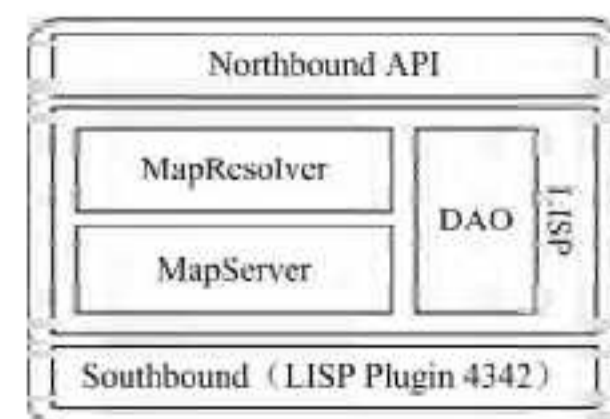 Northbound API
MapResolver
MapServer
DAO
LISP
Southbound（LISP Plugin 4342）